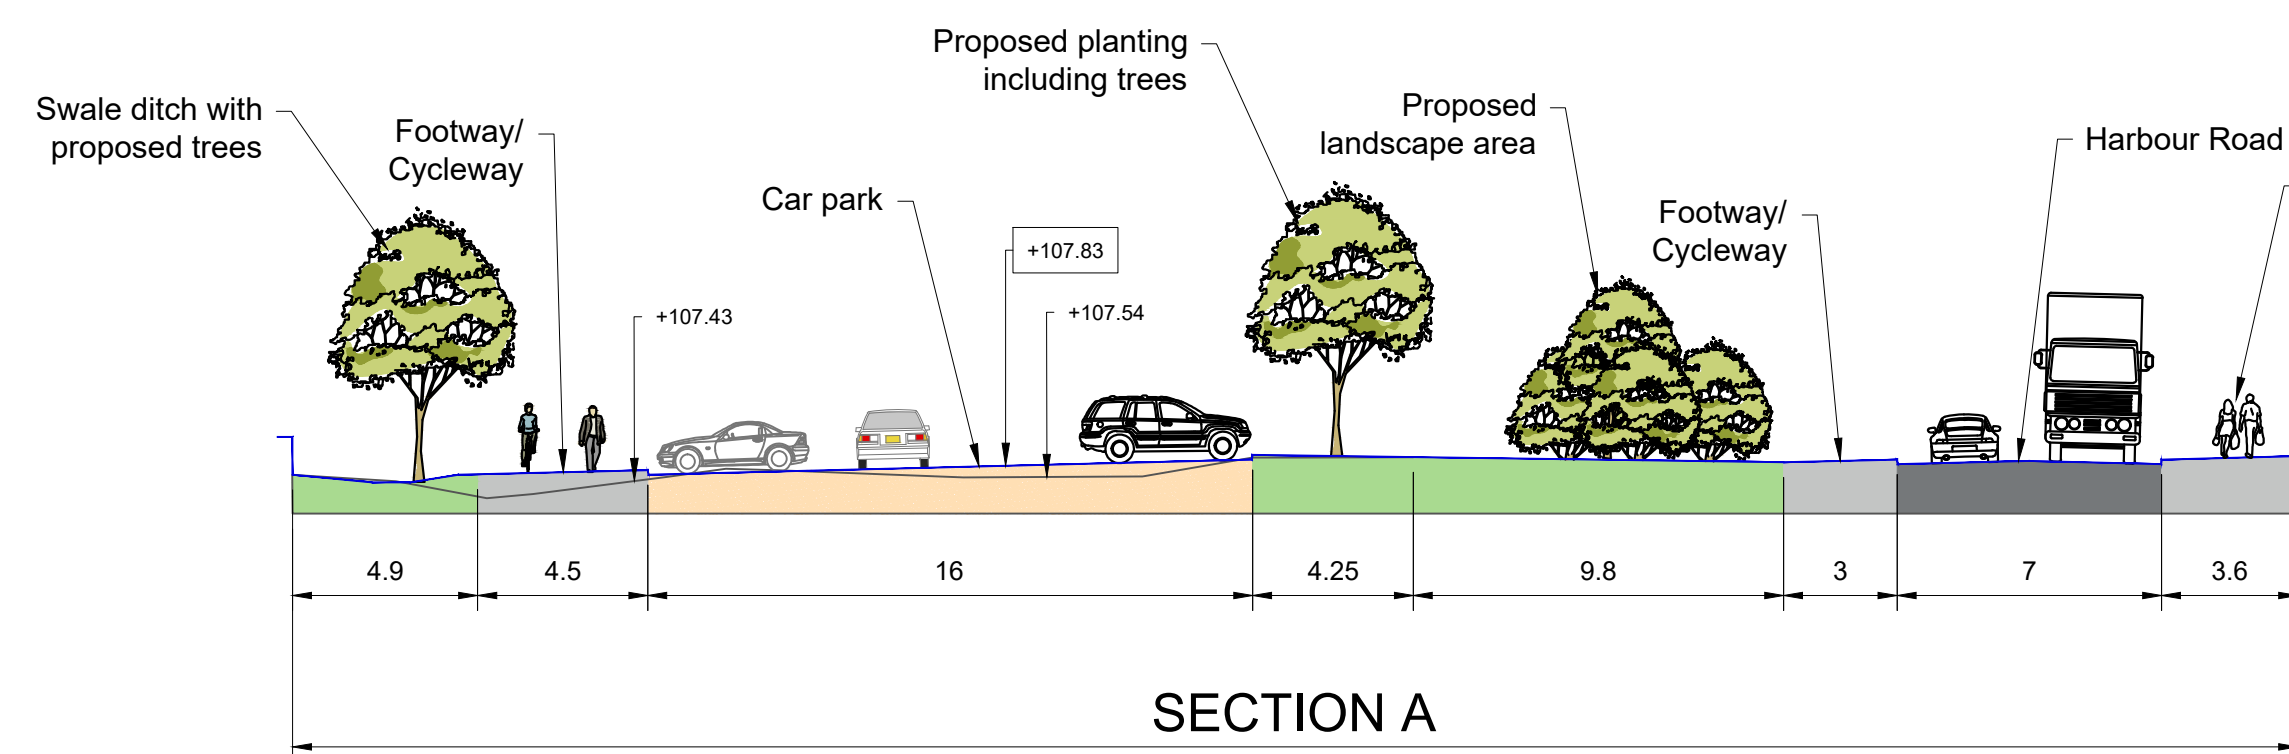 Proposed planting
including trees
Swale ditch with
proposed trees
Footway/
Cycleway
Proposed
landscape area
Harbour Road
Car park
Footway/
Cycleway
+107.83
+107.43
+107.54
4.9
4.5
16
4.25
9.8
3
7
3.6
SECTION A